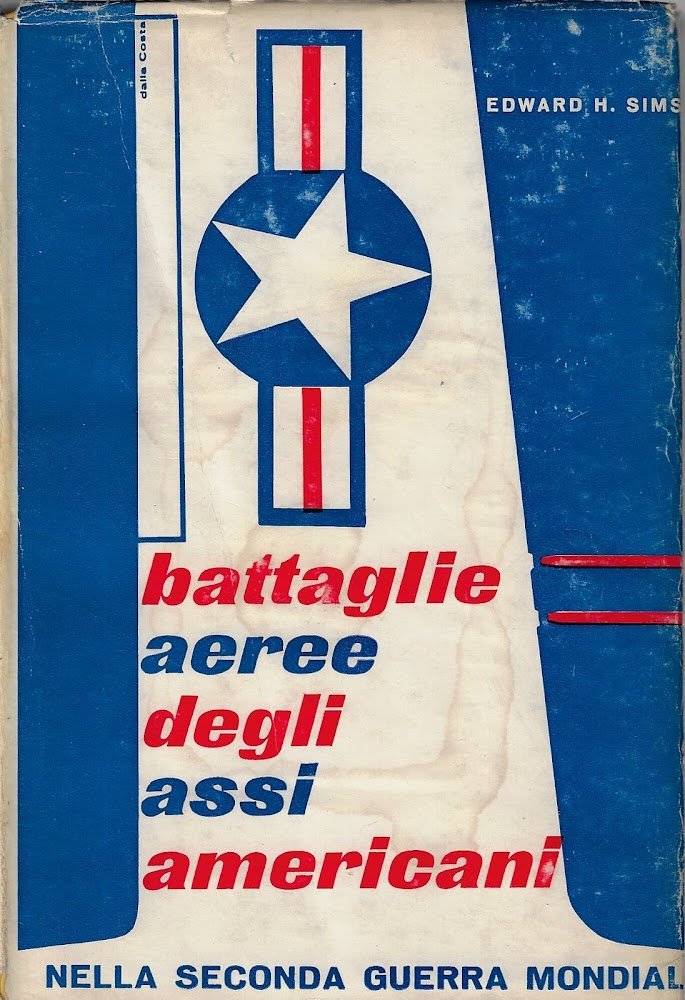 dalla Costa
EDWARD H. SIMS
battaglie
aeree
degli
assi
americani
NELLA SECONDA GUERRA MONDIAL